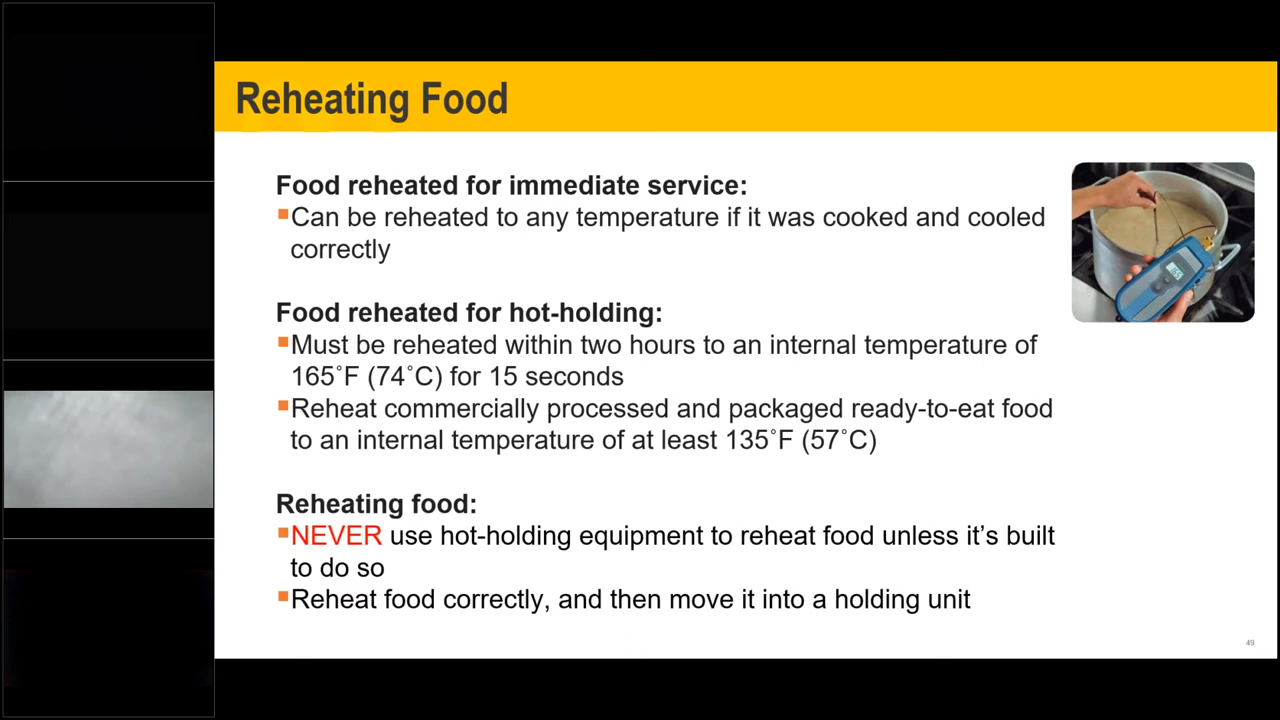 Reheating Food
Food reheated for immediate service:
▪Can be reheated to any temperature if it was cooked and cooled
correctly
Food reheated for hot-holding:
▪Must be reheated within two hours to an internal temperature of
165˚F (74˚C) for 15 seconds
▪Reheat commercially processed and packaged ready-to-eat food
to an internal temperature of at least 135˚F (57˚C)
Reheating food:
▪NEVER use hot-holding equipment to reheat food unless it’s built
to do so
▪Reheat food correctly, and then move it into a holding unit
49